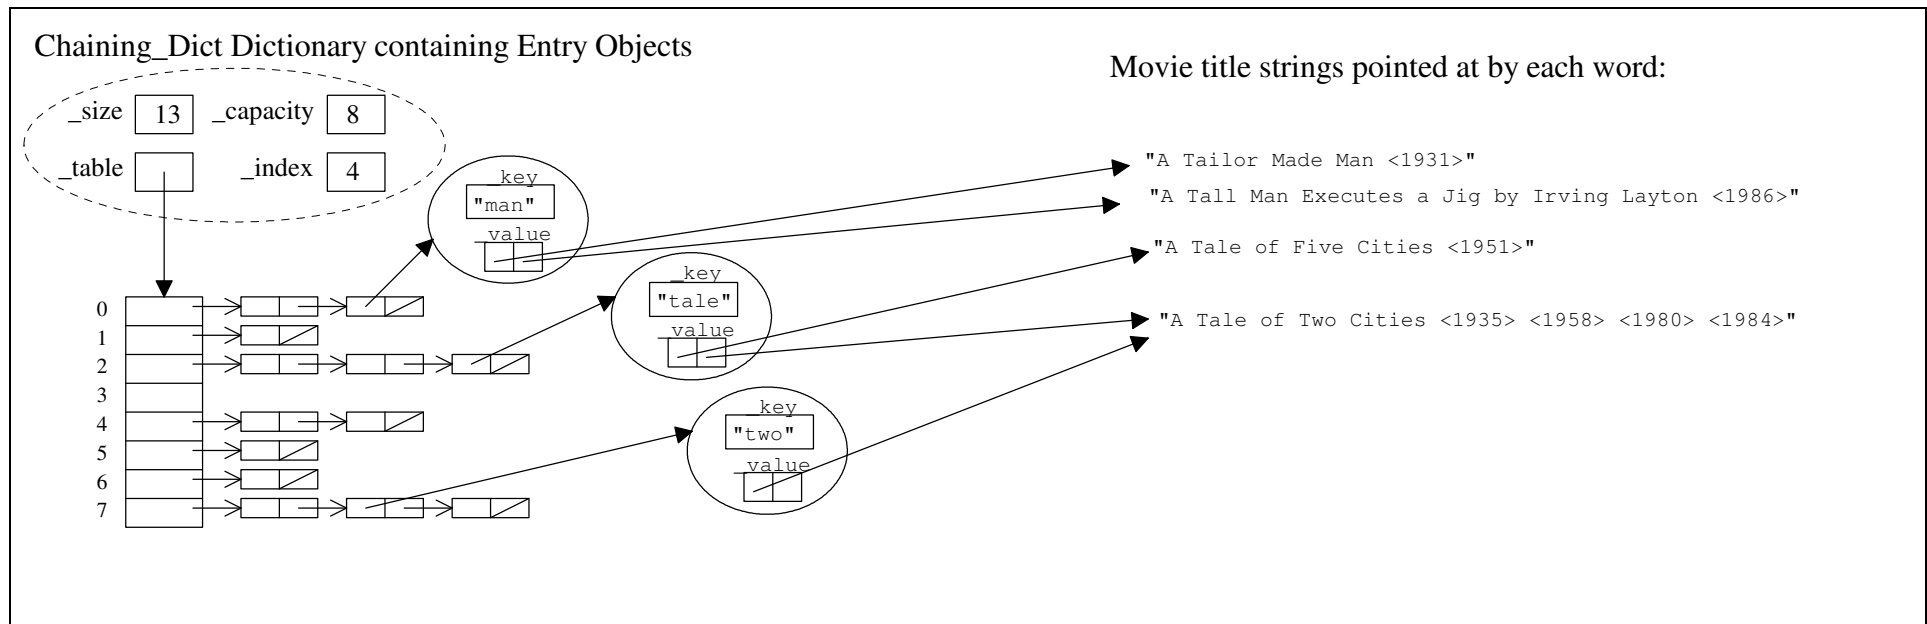 Chaining_Dict Dictionary containing Entry Objects
Movie title strings pointed at by each word:
_size 13 _capacity 8
_table _index 4
_key
"man"
_value
_key
"tale"
_value
_key
"two"
_value
"A Tailor Made Man <1931>"
"A Tall Man Executes a Jig by Irving Layton <1986>"
"A Tale of Five Cities <1951>"
"A Tale of Two Cities <1935> <1958> <1980> <1984>"
0
1
2
3
4
5
6
7